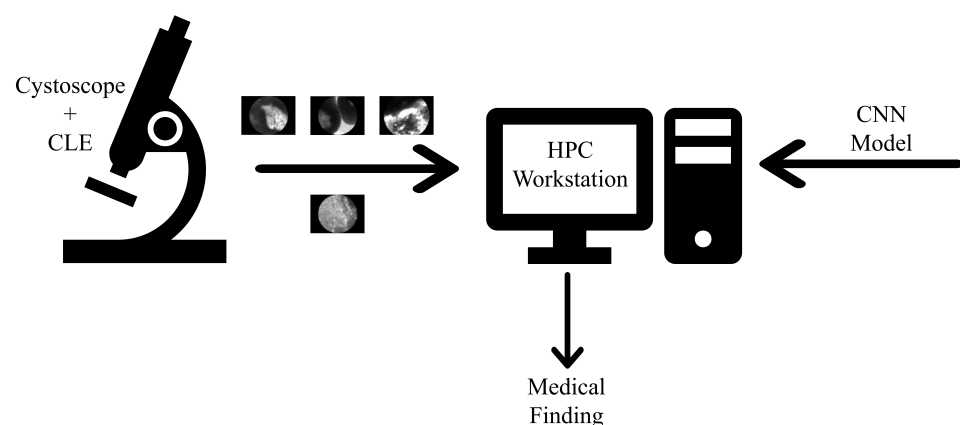 Cystoscope
+
CLE
HPC
Workstation
CNN
Model
Medical
Finding